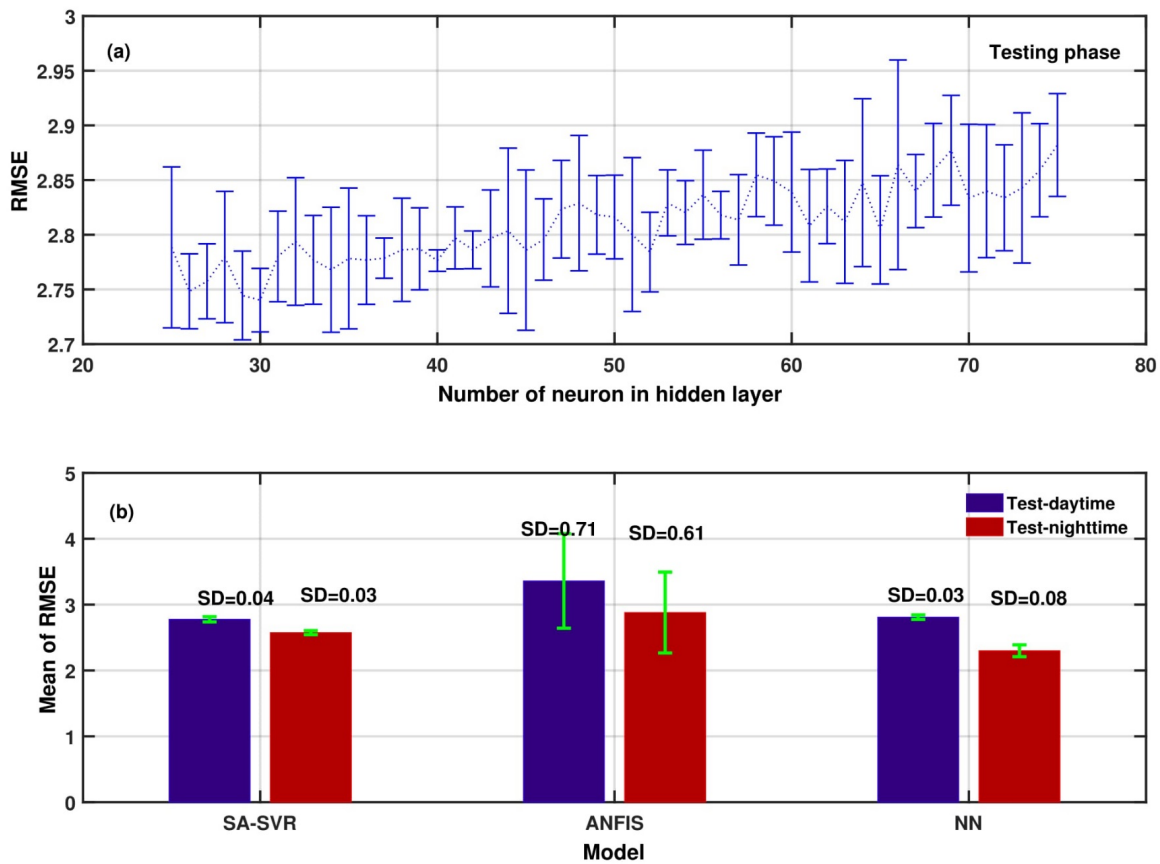 3
(a)
Testing phase
2.95
2.9
2.85
2.8
2.75
2.7
RMSE
20 30 40 50 60 70 80
Number of neuron in hidden layer
5
(b)
Test-daytime
Test-nighttime
4
3
2
1
0
Mean of RMSE
SD=0.04 SD=0.03
SD=0.71 SD=0.61
SD=0.03 SD=0.08
SA-SVR ANFIS NN
Model